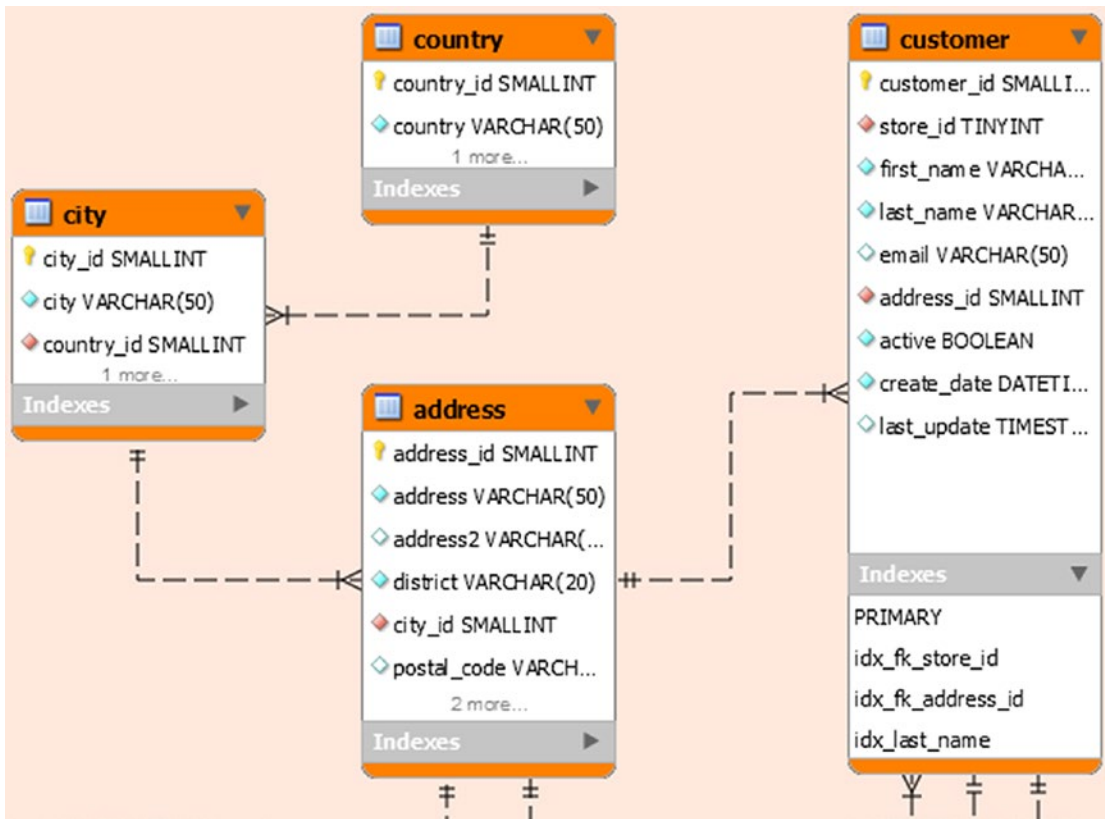 country
country_id SMALLINT
country VARCHAR(50)
1 more...
Indexes
customer
customer_id SMALLI...
store_id TINYINT
first_name VARCHA...
last_name VARCHAR...
email VARCHAR(50)
address_id SMALLINT
active BOOLEAN
create_date DATETI...
last_update TIMEST...
Indexes
PRIMARY
idx_fk_store_id
idx_fk_address_id
idx_last_name
city
city_id SMALLINT
city VARCHAR(50)
country_id SMALLINT
1 more...
Indexes
address
address_id SMALLINT
address VARCHAR(50)
address2 VARCHAR(...
district VARCHAR(20)
city_id SMALLINT
postal_code VARCH...
2 more...
Indexes